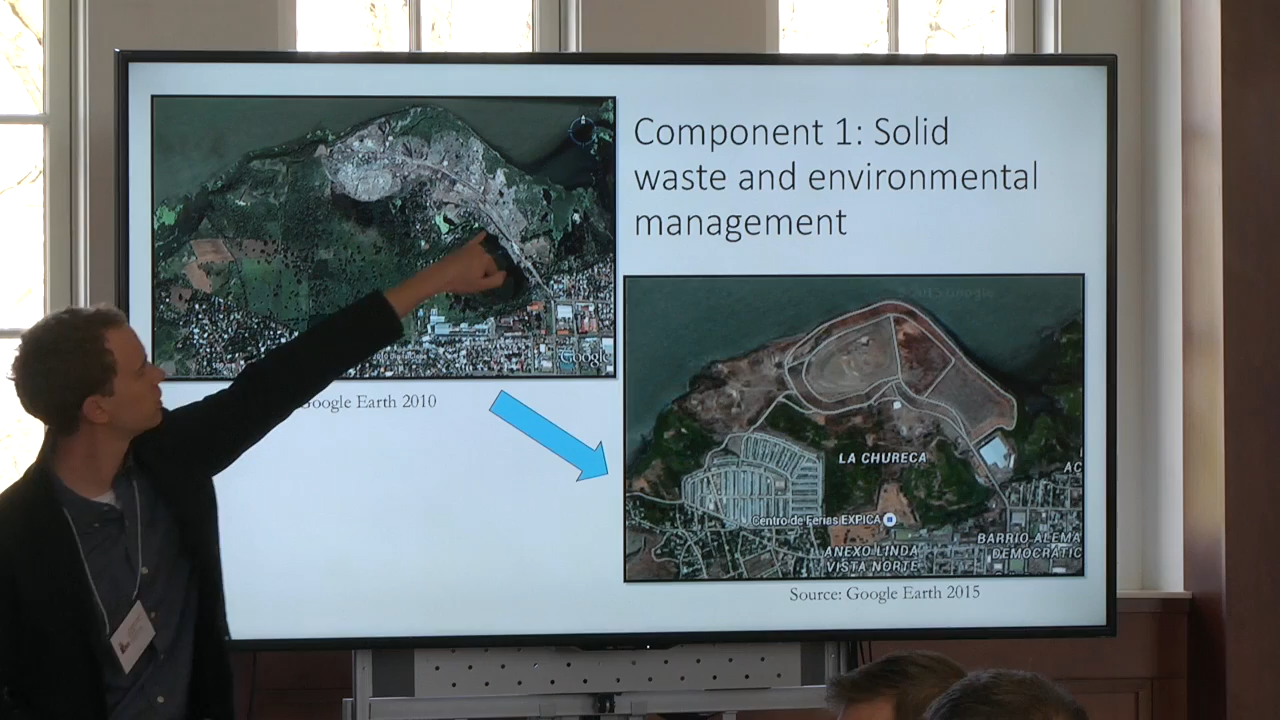 Component 1: Solid
waste and environmental
management
Google
Google Earth 2010
LA CHURECA
AC
Centro de Ferias EXPICA
BARRIO ALEMA
DEMOCRATIC
ANEXO LINDA
VISTA NORTE
Source: Google Earth 2015